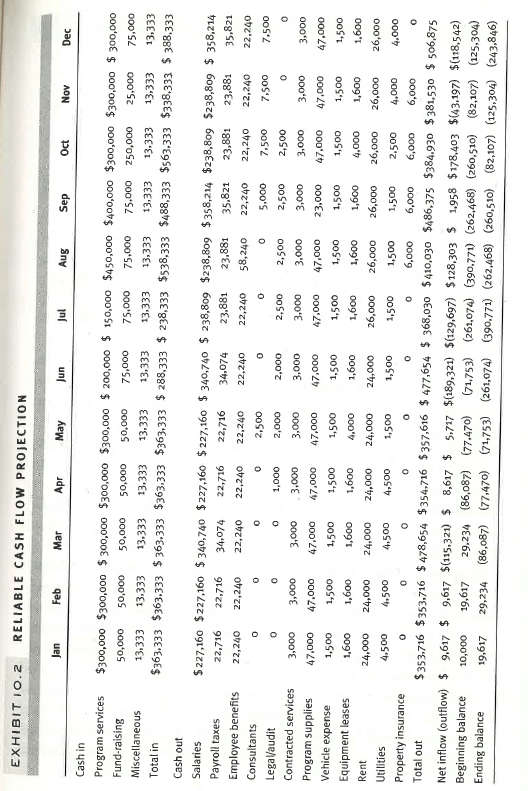 EXHIBIT 10.2 RELIABLE CASH FLOW PROJECTION
Jan Feb Mar Apr May Jun Jul Aug Sep Oct Nov Dec
Cash in
Program services $300,000 $300,000 $ 300,000 $300,000 $300,000 $ 200,000 $ 150,000 $450,000 $400,000 $300,000 $300,000 $ 300,000
Fund-raising 50,000 50,000 50,000 50,000 50,000 75,000 75,000 75,000 75,000 250,000 25,000 75,000
Miscellaneous 13,333 13,333 13,333 13,333 13,333 13,333 13,333 13,333 13,333 13,333 13,333 13,333
Total in $363,333 $363,333 $ 363,333 $363,333 $363,333 $ 288,333 $ 238,333 $538,333 $488,333 $563,333 $338,333 $ 388,333
Cash out
Salaries $227,160 $227,160 $ 340,740 $227,160 $227,160 $ 340,740 $ 238,809 $238,809 $ 358,214 $238,809 $238,809 $ 358,214
Payroll taxes 22,716 22,716 34,074 22,716 22,716 34,074 23,881 23,881 35,821 23,881 23,881 35,821
Employee benefits 22,240 22,240 22,240 22,240 22,240 22,240 22,240 58,240 22,240 22,240 22,240 22,240
Consultants 0 0 0 0 2,500 0 0 0 5,000 7,500 7,500 7,500
Legal/audit 0 0 0 1,000 2,000 2,000 2,500 2,500 2,500 2,500 0 0
Contracted services 3,000 3,000 3,000 3,000 3,000 3,000 3,000 3,000 3,000 3,000 3,000 3,000
Program supplies 47,000 47,000 47,000 47,000 47,000 47,000 47,000 47,000 23,000 47,000 47,000 47,000
Vehicle expense 1,500 1,500 1,500 1,500 1,500 1,500 1,500 1,500 1,500 1,500 1,500 1,500
Equipment leases 1,600 1,600 1,600 1,600 4,000 1,600 1,600 1,600 1,600 4,000 1,600 1,600
Rent 24,000 24,000 24,000 24,000 24,000 24,000 26,000 26,000 26,000 26,000 26,000 26,000
Utilities 4,500 4,500 4,500 4,500 1,500 1,500 1,500 1,500 1,500 2,500 4,000 4,000
Property insurance 0 0 0 6,000 6,000 6,000 6,000 0
Total out $353,716 $353,716 $ 478,654 $354,716 $357,616 $ 477,654 $ 368,030 $410,030 $486,375 $384,930 $ 381,530 $ 506,875
Net inflow (outflow) $ 9,617 $ 9,617 $(115,321) $ 8,617 $ 5,717 $(189,321) $(129,697) $128,303 $ 1,958 $178,403 $(43,197) $(118,542)
Beginning balance 10,000 19,617 29,234 (86,087) (77,470) (71,753) (261,074) (390,771) (262,468) (260,510) (82,107) (125,304)
Ending balance 19,617 29,234 (86,087) (77,470) (71,753) (261,074) (390,771) (262,468) (260,510) (82,107) (125,304) (243,846)